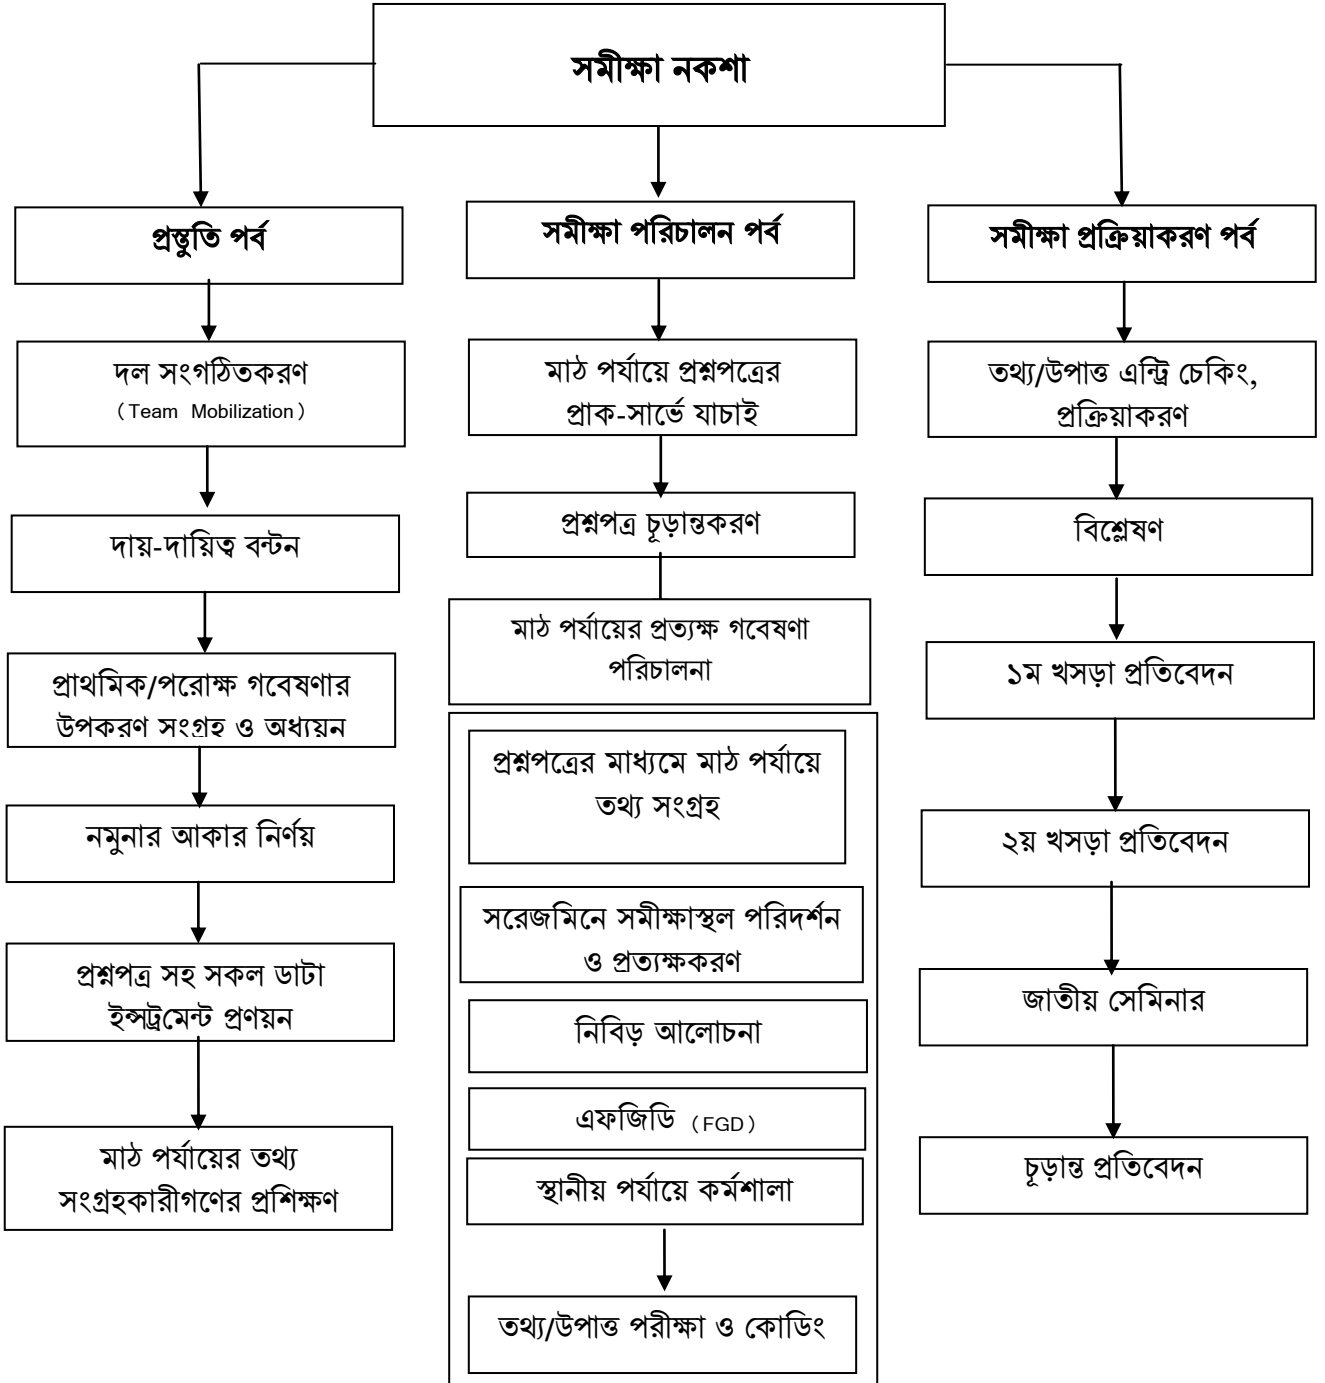 সমীক্ষা নকশা
প্রস্তুতি পর্ব
দল সংগঠিতকরণ
(Team Mobilization)
দায়-দায়িত্ব বন্টন
প্রাথমিক/পরোক্ষ গবেষণার
উপকরণ সংগ্রহ ও অধ্যয়ন
নমুনার আকার নির্ণয়
প্রশ্নপত্র সহ সকল ডাটা
ইন্সট্রুমেন্ট প্রণয়ন
মাঠ পর্যায়ের তথ্য
সংগ্রহকারীগণের প্রশিক্ষণ
সমীক্ষা পরিচালন পর্ব
মাঠ পর্যায়ে প্রশ্নপত্রের
প্রাক-সার্ভে যাচাই
প্রশ্নপত্র চূড়ান্তকরণ
মাঠ পর্যায়ের প্রত্যক্ষ গবেষণা
পরিচালনা
প্রশ্নপত্রের মাধ্যমে মাঠ পর্যায়ে
তথ্য সংগ্রহ
সরেজমিনে সমীক্ষাস্থল পরিদর্শন
ও প্রত্যক্ষকরণ
নিবিড় আলোচনা
এফজিডি (FGD)
স্থানীয় পর্যায়ে কর্মশালা
তথ্য/উপাত্ত পরীক্ষা ও কোডিং
সমীক্ষা প্রক্রিয়াকরণ পর্ব
তথ্য/উপাত্ত এন্ট্রি চেকিং,
প্রক্রিয়াকরণ
বিশ্লেষণ
১ম খসড়া প্রতিবেদন
২য় খসড়া প্রতিবেদন
জাতীয় সেমিনার
চূড়ান্ত প্রতিবেদন